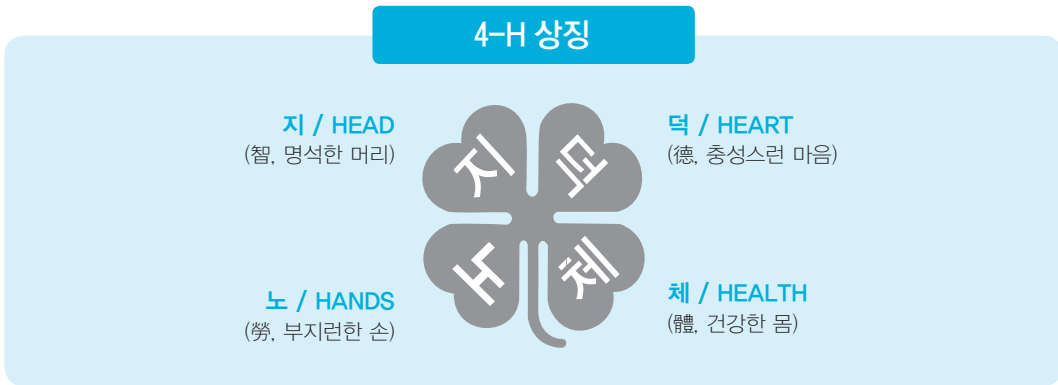 4-H 상징
지 / HEAD
(智, 명석한 머리)
덕 / HEART
(德, 충성스런 마음)
지
덕
노
체
노 / HANDS
(勞, 부지런한 손)
체 / HEALTH
(體, 건강한 몸)